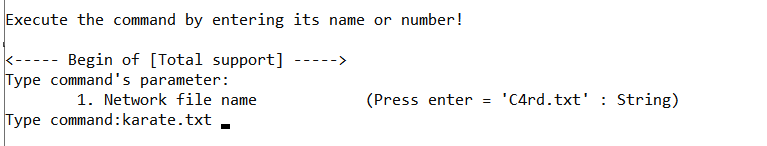 Execute the command by entering its name or number!
<----- Begin of [Total support] ----->
Type command's parameter:
1. Network file name (Press enter = 'C4rd.txt' : String)
Type command:karate.txt